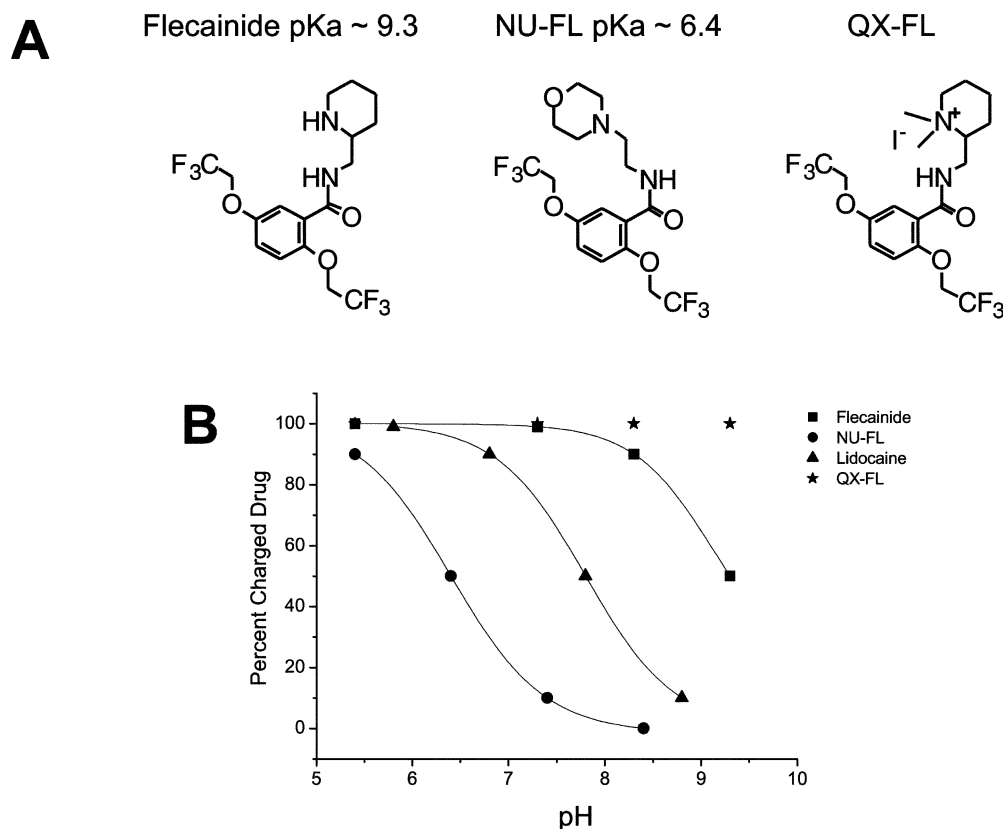 A
Flecainide pKa ~ 9.3
NU-FL pKa ~ 6.4
QX-FL
HN
HN
O
F3C
O
O
CF3
O
N
NH
O
F3C
O
O
CF3
N+
I-
HN
O
F3C
O
O
CF3
B
Percent Charged Drug
100
80
60
40
20
0
5
6
7
8
9
10
pH
Flecainide
NU-FL
Lidocaine
QX-FL